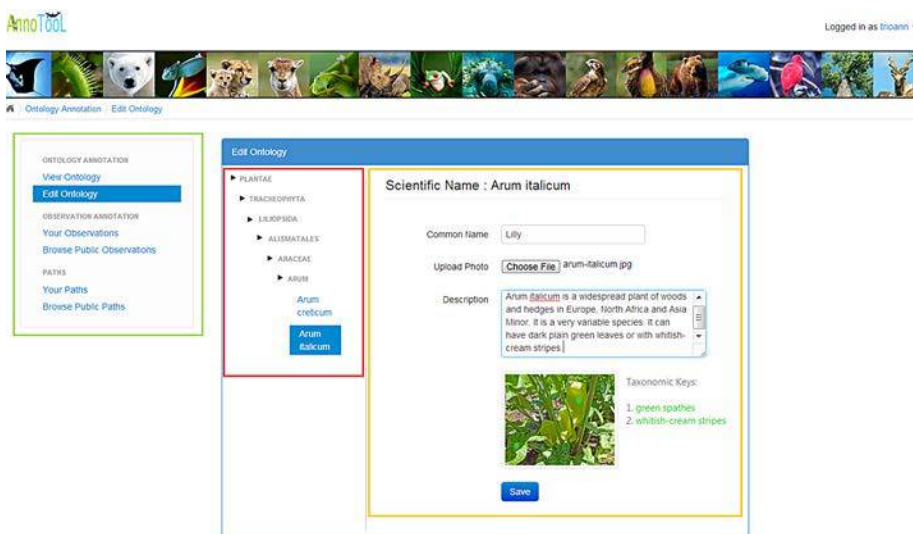 AnnoTool
Logged in as trioann
Ontology Annotation / Edit Ontology
ONTOLOGY ANNOTATION
View Ontology
Edit Ontology
OBSERVATION ANNOTATION
Your Observations
Browse Public Observations
PATHS
Your Paths
Browse Public Paths
Edit Ontology
PLANTAE
TRACHEOPHYTA
LILIOPSIDA
ALISMATALES
ARACEAE
ARUM
Arum
creticum
Arum
italicum
Scientific Name : Arum italicum
Common Name Lilly
Upload Photo Choose File arum-italicum.jpg
Description
Arum italicum is a widespread plant of woods
and hedges in Europe, North Africa and Asia
Minor. It is a very variable species. It can
have dark plain green leaves or with whitish-
cream stripes.
Taxonomic Keys:
1. green spathes
2. whitish-cream stripes
Save